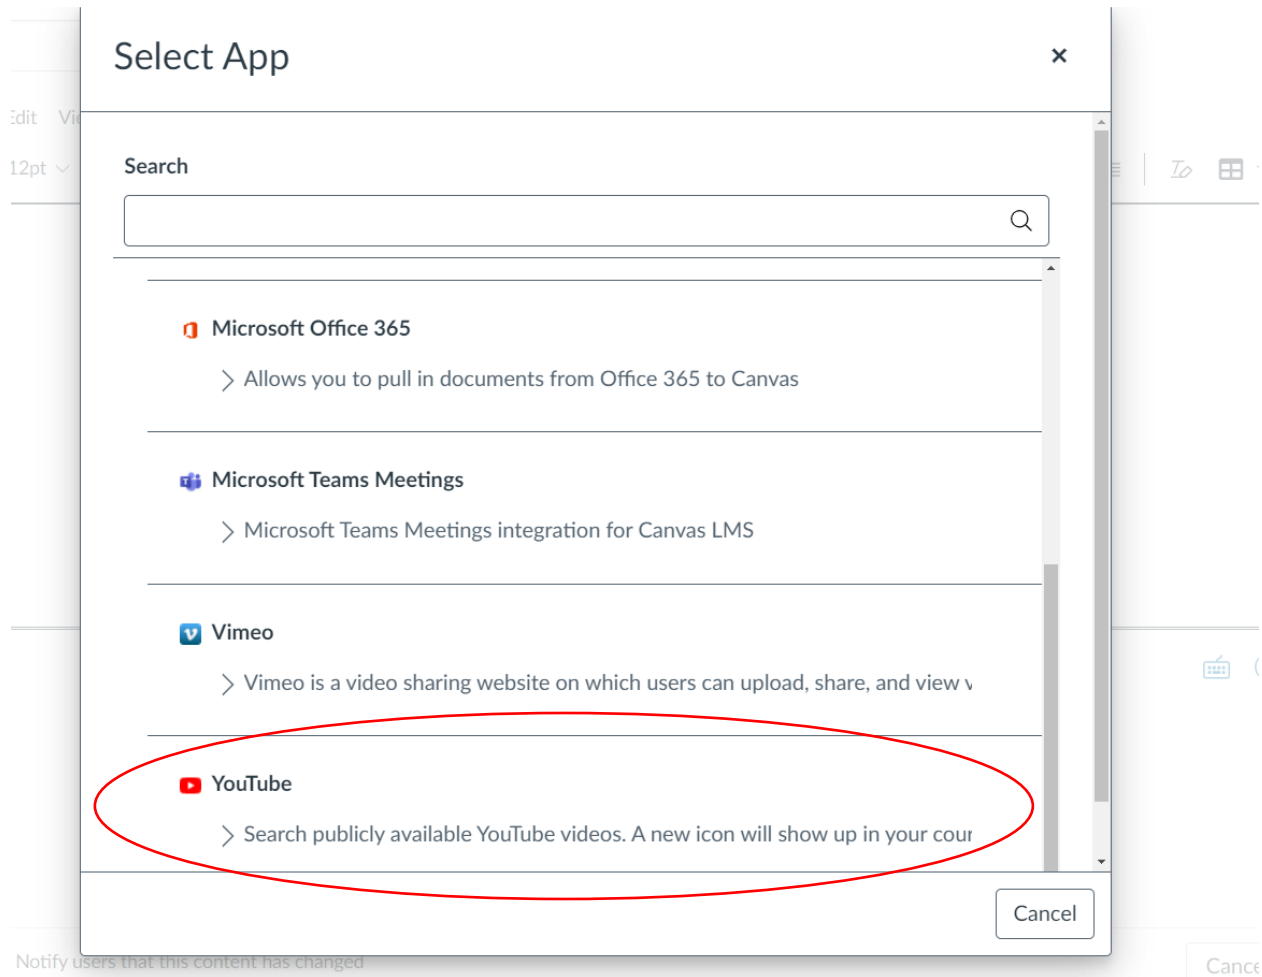 Select App
Edit
12pt
Search
Microsoft Office 365
Allows you to pull in documents from Office 365 to Canvas
Microsoft Teams Meetings
Microsoft Teams Meetings integration for Canvas LMS
Vimeo
Vimeo is a video sharing website on which users can upload, share, and view
YouTube
Search publicly available YouTube videos. A new icon will show up in your cour
Cancel
Notify users that this content has changed
Cance